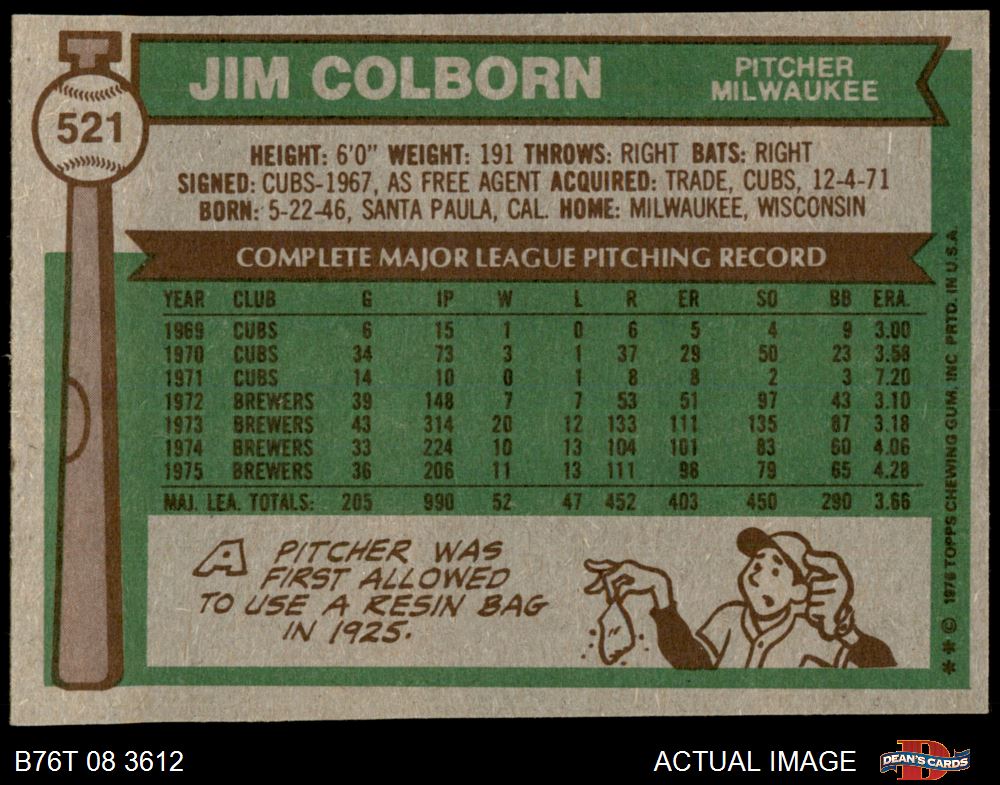 521
JIM COLBORN
PITCHER
MILWAUKEE
HEIGHT: 6'0" WEIGHT: 191 THROWS: RIGHT BATS: RIGHT
SIGNED: CUBS-1967, AS FREE AGENT ACQUIRED: TRADE, CUBS, 12-4-71
BORN: 5-22-46, SANTA PAULA, CAL. HOME: MILWAUKEE, WISCONSIN
COMPLETE MAJOR LEAGUE PITCHING RECORD
YEAR CLUB G IP W L R ER SO BB ERA.
1969 CUBS 6 15 1 0 6 5 4 9 3.00
1970 CUBS 34 73 3 1 37 29 50 23 3.58
1971 CUBS 14 10 0 1 8 8 2 3 7.20
1972 BREWERS 39 148 7 7 53 51 97 43 3.10
1973 BREWERS 43 314 20 12 133 111 135 87 3.18
1974 BREWERS 33 224 10 13 104 101 83 60 4.06
1975 BREWERS 36 206 11 13 111 98 79 65 4.28
MAJ. LEA. TOTALS: 205 990 52 47 452 403 450 290 3.66
A PITCHER WAS
FIRST ALLOWED
TO USE A RESIN BAG
IN 1925.
** © 1976 TOPPS CHEWING GUM, INC PRTD. IN U.S.A.
B76T 08 3612
ACTUAL IMAGE
D
DEAN'S CARDS